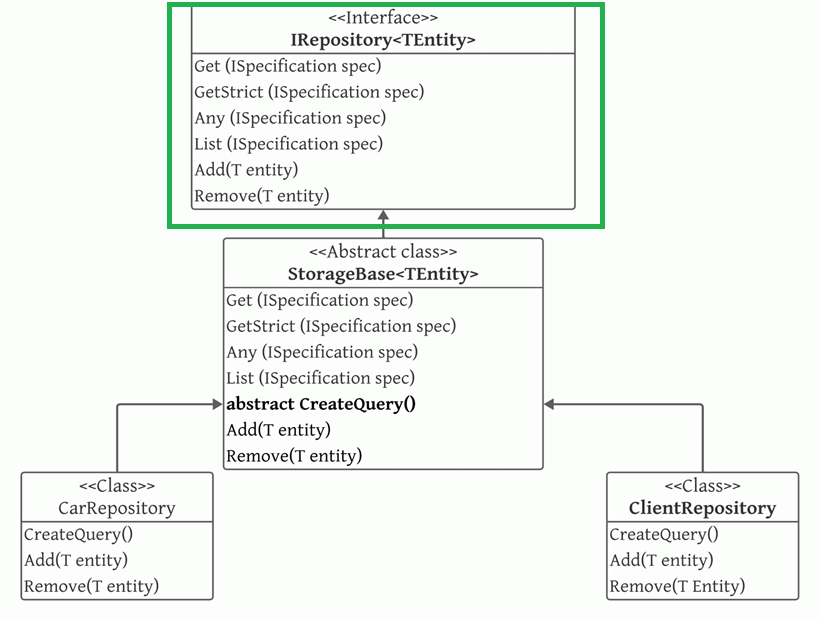 <<Interface>>
IRepository<TEntity>
Get (ISpecification spec)
GetStrict (ISpecification spec)
Any (ISpecification spec)
List (ISpecification spec)
Add(T entity)
Remove(T entity)
<<Abstract class>>
StorageBase<TEntity>
Get (ISpecification spec)
GetStrict (ISpecification spec)
Any (ISpecification spec)
List (ISpecification spec)
abstract CreateQuery()
Add(T entity)
Remove(T entity)
<<Class>>
CarRepository
CreateQuery()
Add(T entity)
Remove(T entity)
<<Class>>
ClientRepository
CreateQuery()
Add(T entity)
Remove(T Entity)